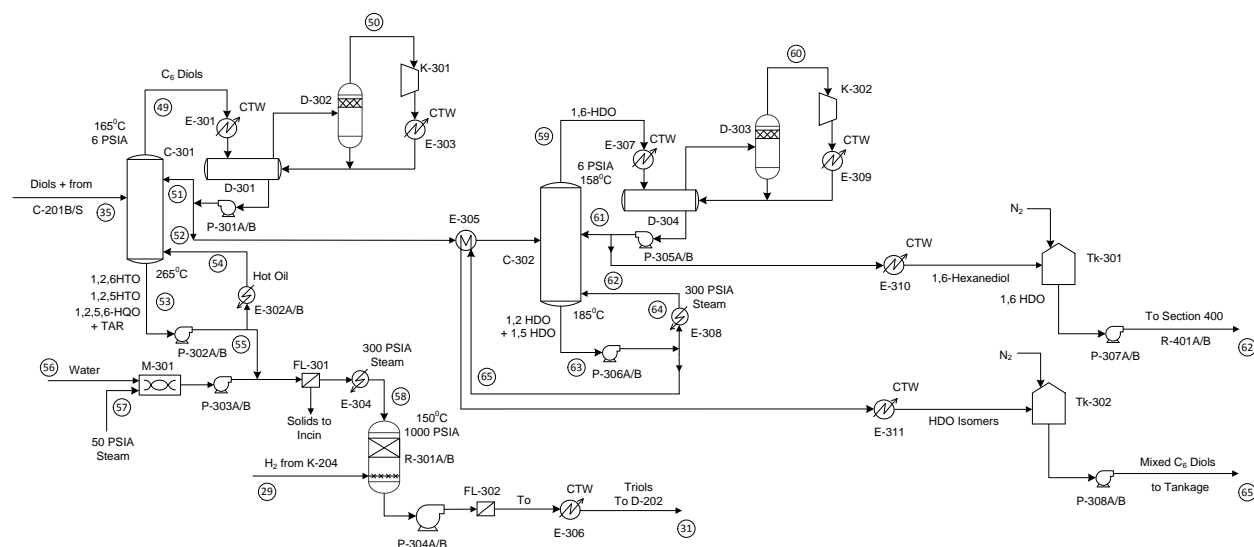 50
60
K-301
K-302
C6 Diols
1,6-HDO
49
CTW
D-302
CTW
59
CTW
D-303
CTW
E-301
E-303
E-307
E-309
165⁰C
6 PSIA
C-301
6 PSIA
158⁰C
D-301
D-304
Diols + from
35
C-201B/S
51
P-301A/B
52
E-305
M
C-302
61
P-305A/B
N2
CTW
Tk-301
E-310
1,6-Hexanediol
1,6 HDO
54
265⁰C
Hot Oil
E-302A/B
62
300 PSIA
Steam
64
E-308
185⁰C
1,2,6HTO
1,2,5HTO
1,2,5,6-HQO
+ TAR
53
P-302A/B
55
1,2 HDO
+ 1,5 HDO
63
P-306A/B
65
P-307A/B
To Section 400
R-401A/B
62
56
Water
M-301
57
50 PSIA
Steam
P-303A/B
FL-301
Solids to
Incin
300 PSIA
Steam
E-304
58
150⁰C
1000 PSIA
R-301A/B
N2
CTW
Tk-302
E-311
HDO Isomers
H2 from K-204
29
P-304A/B
FL-302
To
CTW
E-306
Triols
To D-202
31
P-308A/B
Mixed C6 Diols
to Tankage
65